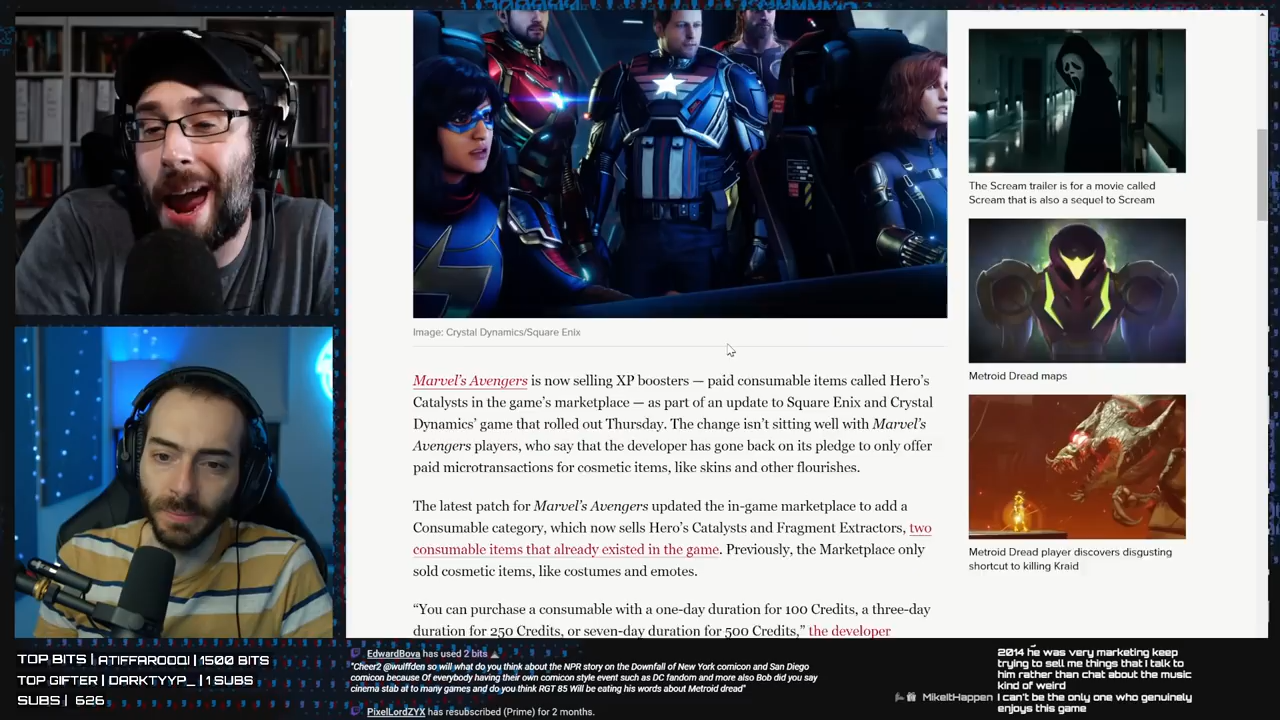 The Scream trailer is for a movie called
Scream that is also a sequel to Scream
Metroid Dread maps
Metroid Dread player discovers disgusting
shortcut to killing Kraid
Image: Crystal Dynamics/Square Enix
Marvel's Avengers is now selling XP boosters — paid consumable items called Hero's
Catalysts in the game's marketplace — as part of an update to Square Enix and Crystal
Dynamics' game that rolled out Thursday. The change isn't sitting well with Marvel's
Avengers players, who say that the developer has gone back on its pledge to only offer
paid microtransactions for cosmetic items, like skins and other flourishes.
The latest patch for Marvel's Avengers updated the in-game marketplace to add a
Consumable category, which now sells Hero's Catalysts and Fragment Extractors, two
consumable items that already existed in the game. Previously, the Marketplace only
sold cosmetic items, like costumes and emotes.
“You can purchase a consumable with a one-day duration for 100 Credits, a three-day
duration for 250 Credits, or seven-day duration for 500 Credits,” the developer
TOP BITS | ATIFFAROOQI | 1500 BITS
TOP GIFTER | DARKTYYP_ | 1 SUBS
SUBS | 626
EdwardBova has used 2 bits
"Cheer2 @wulffden so will what do you think about the NPR story on the Downfall of New York comicon and San Diego
comicon because Of everybody having their own comicon style event such as DC fandom and more also Bob did you say
cinema stab at to many games and do you think RGT 85 Will be eating his words about Metroid dread"
PixelLordZYX has resubscribed (Prime) for 2 months.
2014 he was very marketing keep
trying to sell me things that I talk to
him rather than chat about the music
kind of weird
MikeItHappen I can't be the only one who genuinely
enjoys this game